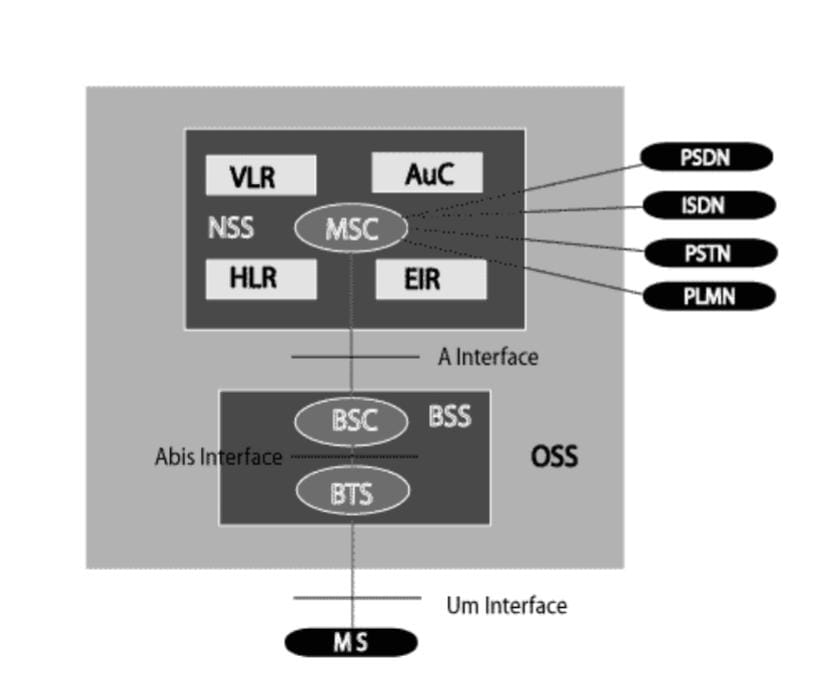 PSDN
VLR
AuC
ISDN
NSS
MSC
PSTN
HLR
EIR
PLMN
A Interface
BSC
BSS
Abis Interface
OSS
BTS
Um Interface
MS